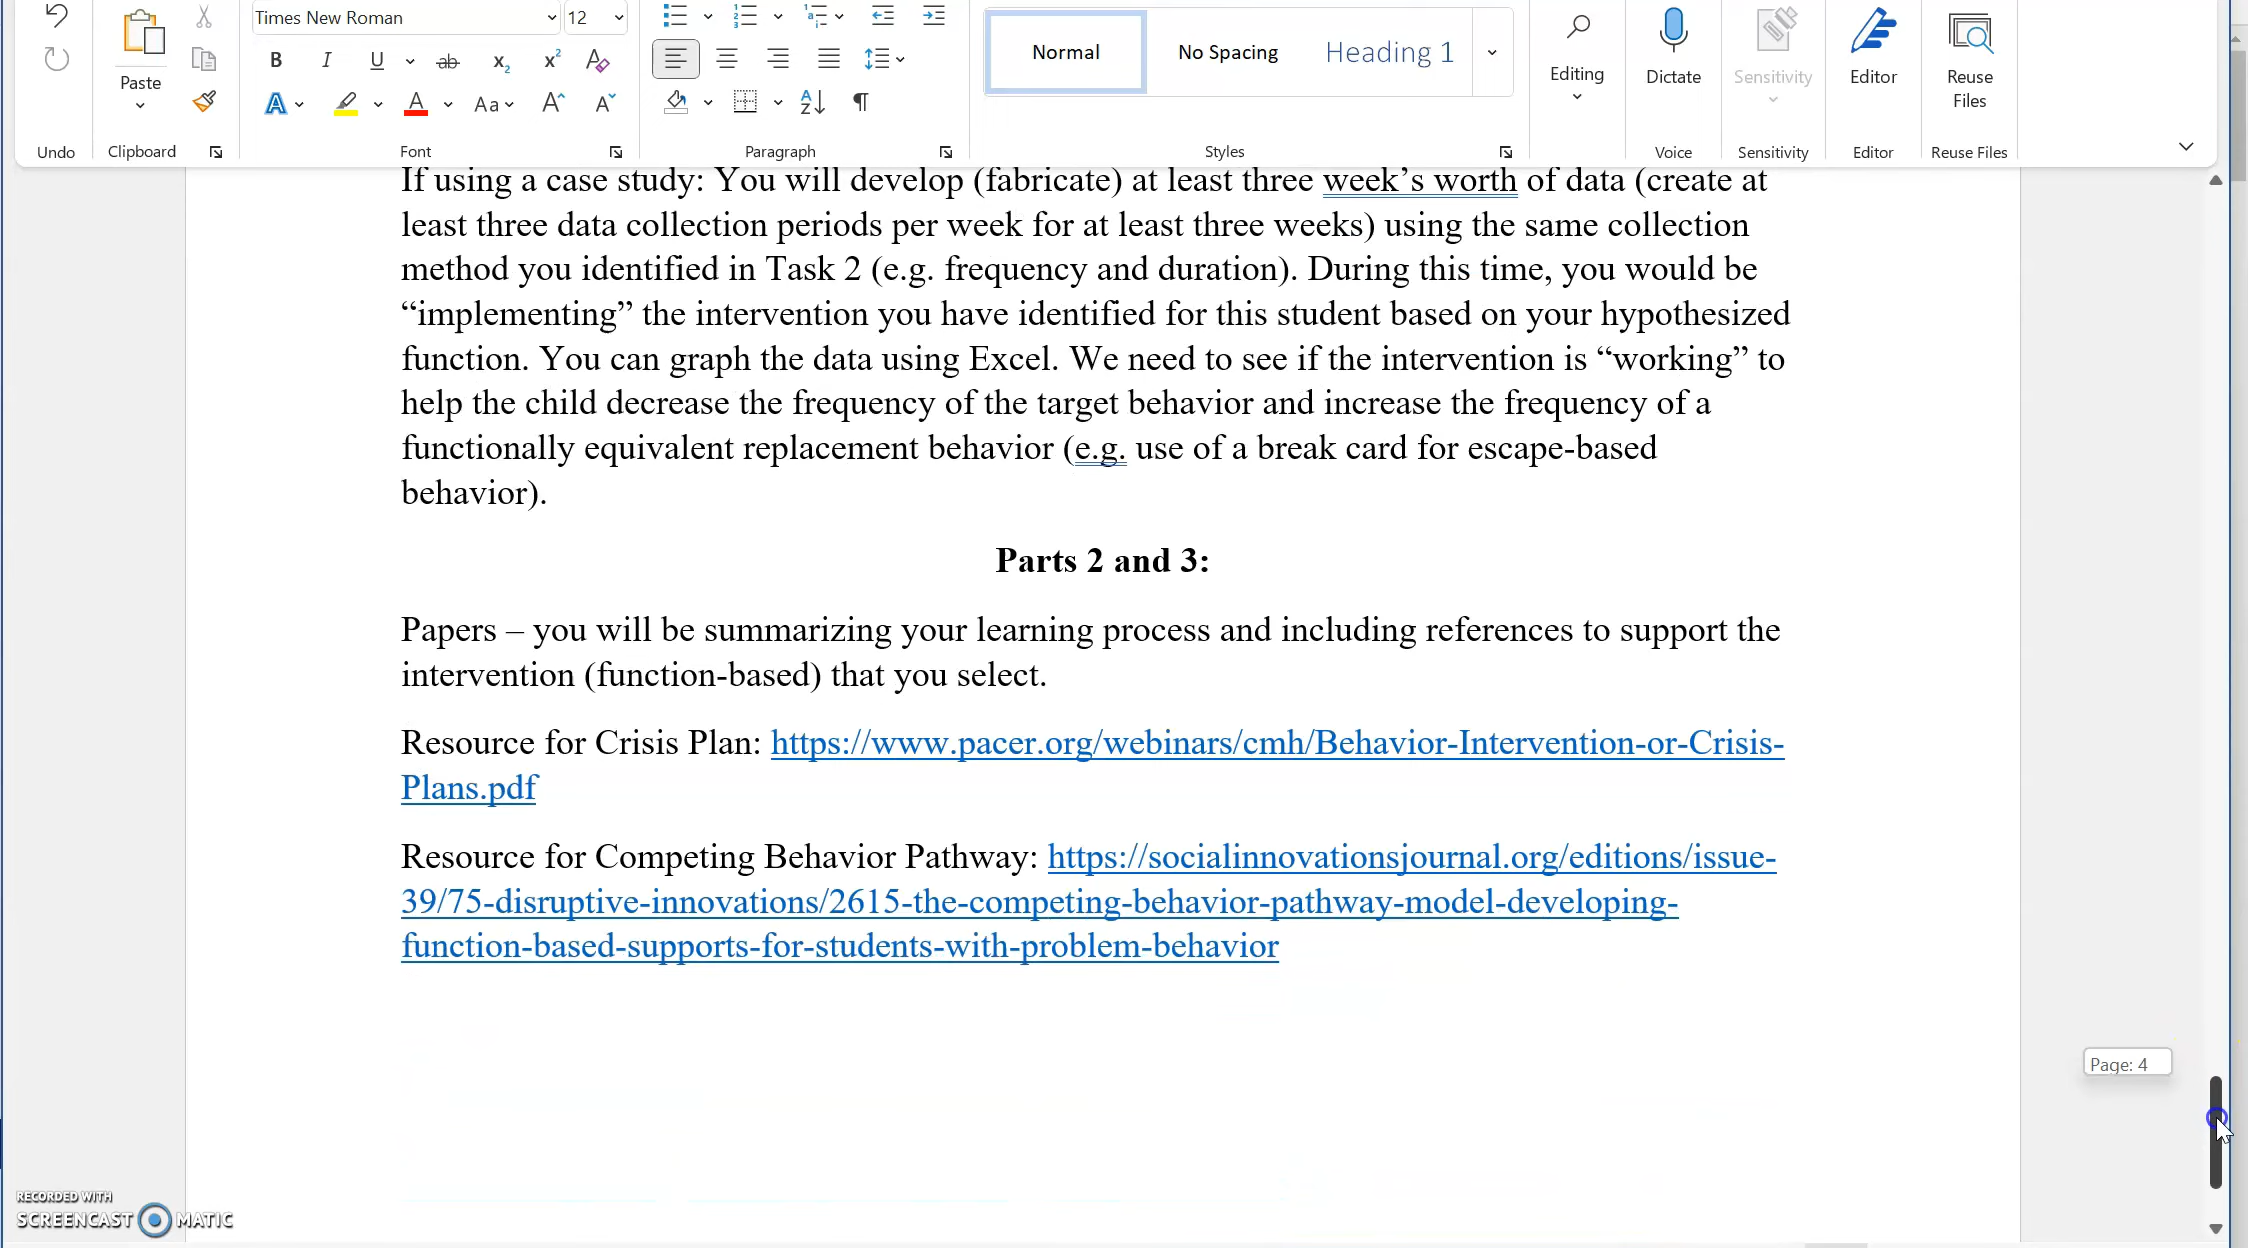 Times New Roman
12
Paste
B I U ab x2 x2
A A Aa A A
Normal
No Spacing
Heading 1
Editing
Dictate
Sensitivity
Editor
Reuse
Files
Undo
Clipboard
Font
Paragraph
Styles
Voice
Sensitivity
Editor
Reuse Files
If using a case study: You will develop (fabricate) at least three week’s worth of data (create at
least three data collection periods per week for at least three weeks) using the same collection
method you identified in Task 2 (e.g. frequency and duration). During this time, you would be
“implementing” the intervention you have identified for this student based on your hypothesized
function. You can graph the data using Excel. We need to see if the intervention is “working” to
help the child decrease the frequency of the target behavior and increase the frequency of a
functionally equivalent replacement behavior (e.g. use of a break card for escape-based
behavior).
Parts 2 and 3:
Papers – you will be summarizing your learning process and including references to support the
intervention (function-based) that you select.
Resource for Crisis Plan: https://www.pacer.org/webinars/cmh/Behavior-Intervention-or-Crisis-
Plans.pdf
Resource for Competing Behavior Pathway: https://socialinnovationsjournal.org/editions/issue-
39/75-disruptive-innovations/2615-the-competing-behavior-pathway-model-developing-
function-based-supports-for-students-with-problem-behavior
Page: 4
RECORDED WITH
SCREENCAST MATIC